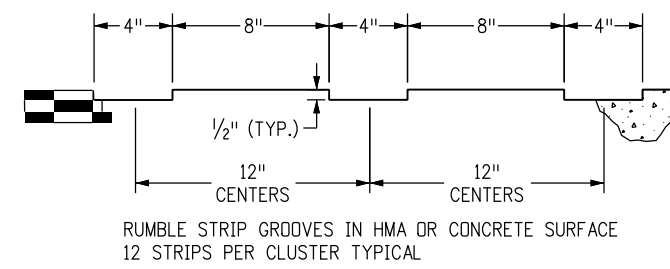 4" 8" 4" 8" 4"
½" (TYP.)
12" 12"
CENTERS CENTERS
RUMBLE STRIP GROOVES IN HMA OR CONCRETE SURFACE
12 STRIPS PER CLUSTER TYPICAL